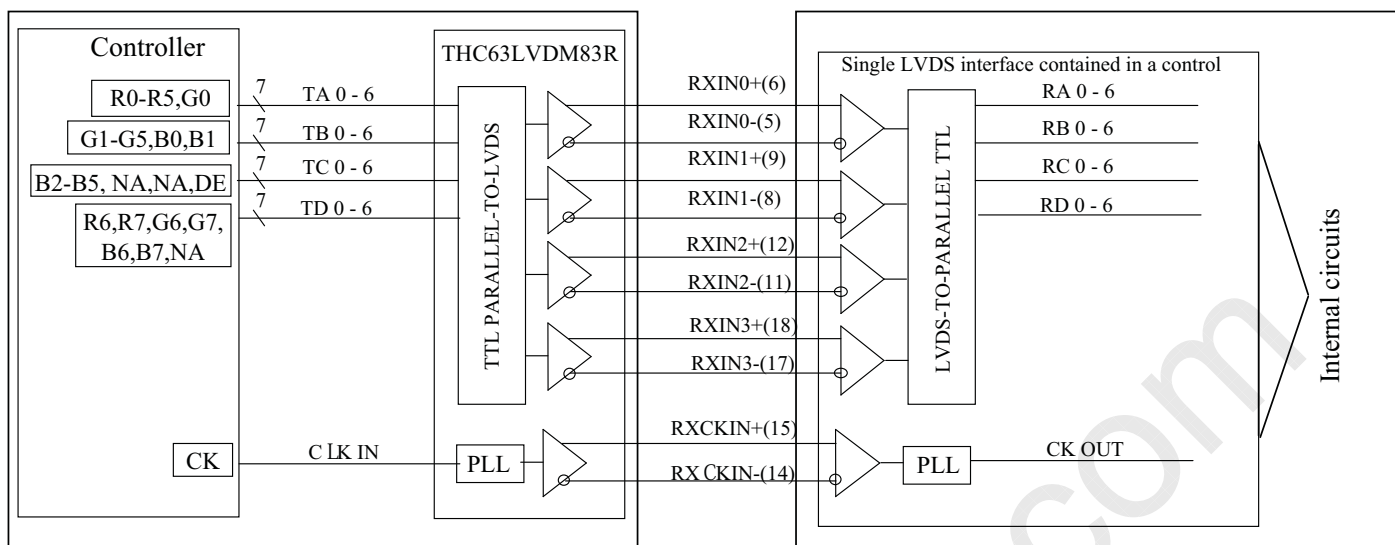 Controller
THC63LVDM83R
Single LVDS interface contained in a control
R0-R5,G0
7
TA 0 - 6
RXIN0+(6)
RA 0 - 6
G1-G5,B0,B1
7
TB 0 - 6
RXIN0-(5)
RB 0 - 6
B2-B5, NA,NA,DE
7
TC 0 - 6
RXIN1+(9)
RC 0 - 6
R6,R7,G6,G7,
B6,B7,NA
7
TD 0 - 6
RXIN1-(8)
RD 0 - 6
TTL PARALLEL-TO-LVDS
RXIN2+(12)
RXIN2-(11)
RXIN3+(18)
RXIN3-(17)
LVDS-TO-PARALLEL TTL
Internal circuits
CK
CLK IN
PLL
RXCKIN+(15)
RXCKIN-(14)
PLL
CK OUT
com